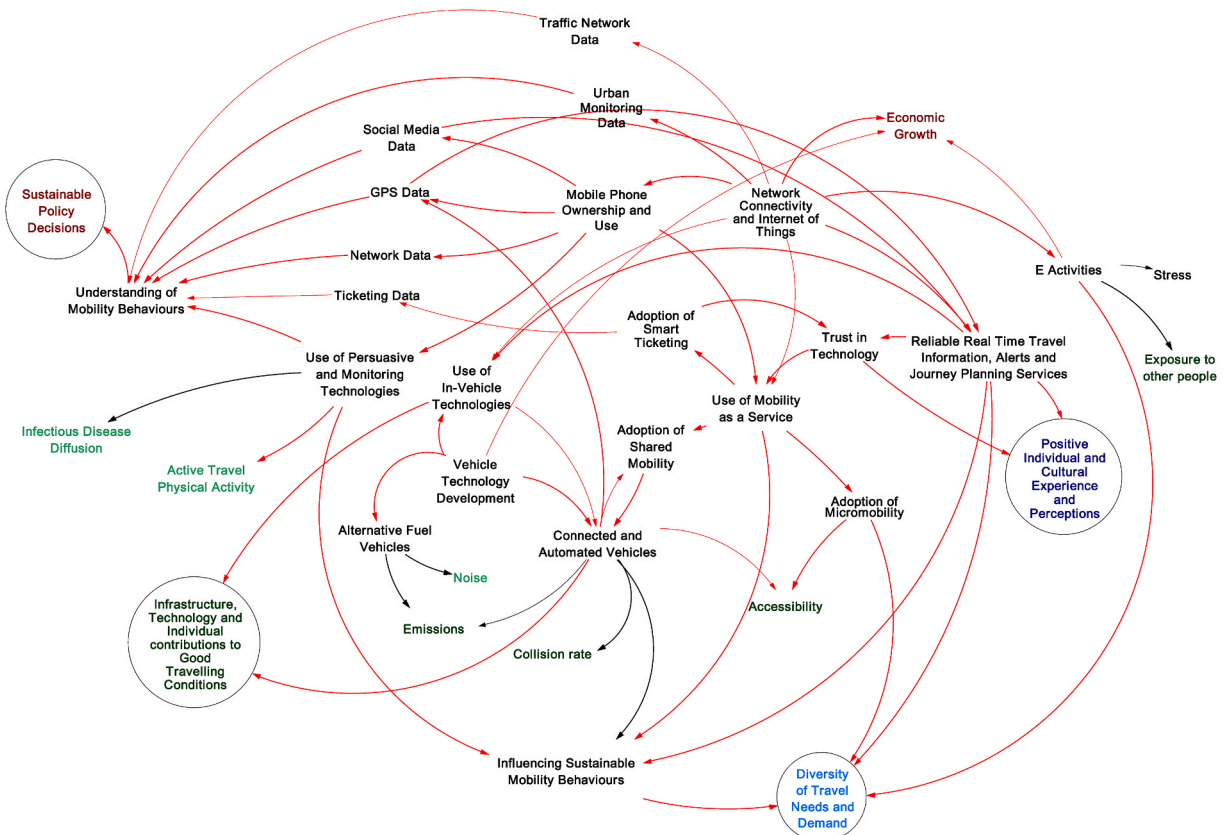 Traffic Network
Data
Urban
Monitoring
Data
Economic
Growth
Social Media
Data
Sustainable
Policy
Decisions
GPS Data
Mobile Phone
Ownership and
Use
Network
Connectivity
and Internet of
Things
Network Data
E Activities
Stress
Understanding of
Mobility Behaviours
Ticketing Data
Adoption of
Smart
Ticketing
Trust in
Technology
Reliable Real Time Travel
Information, Alerts and
Journey Planning Services
Exposure to
other people
Use of Persuasive
and Monitoring
Technologies
Use of
In-Vehicle
Technologies
Use of Mobility
as a Service
Infectious Disease
Diffusion
Adoption of
Shared
Mobility
Positive
Individual and
Cultural
Experience
and
Perceptions
Active Travel
Physical Activity
Vehicle
Technology
Development
Adoption of
Micromobility
Alternative Fuel
Vehicles
Connected and
Automated Vehicles
Noise
Infrastructure,
Technology and
Individual
contributions to
Good
Travelling
Conditions
Emissions
Accessibility
Collision rate
Influencing Sustainable
Mobility Behaviours
Diversity
of Travel
Needs and
Demand